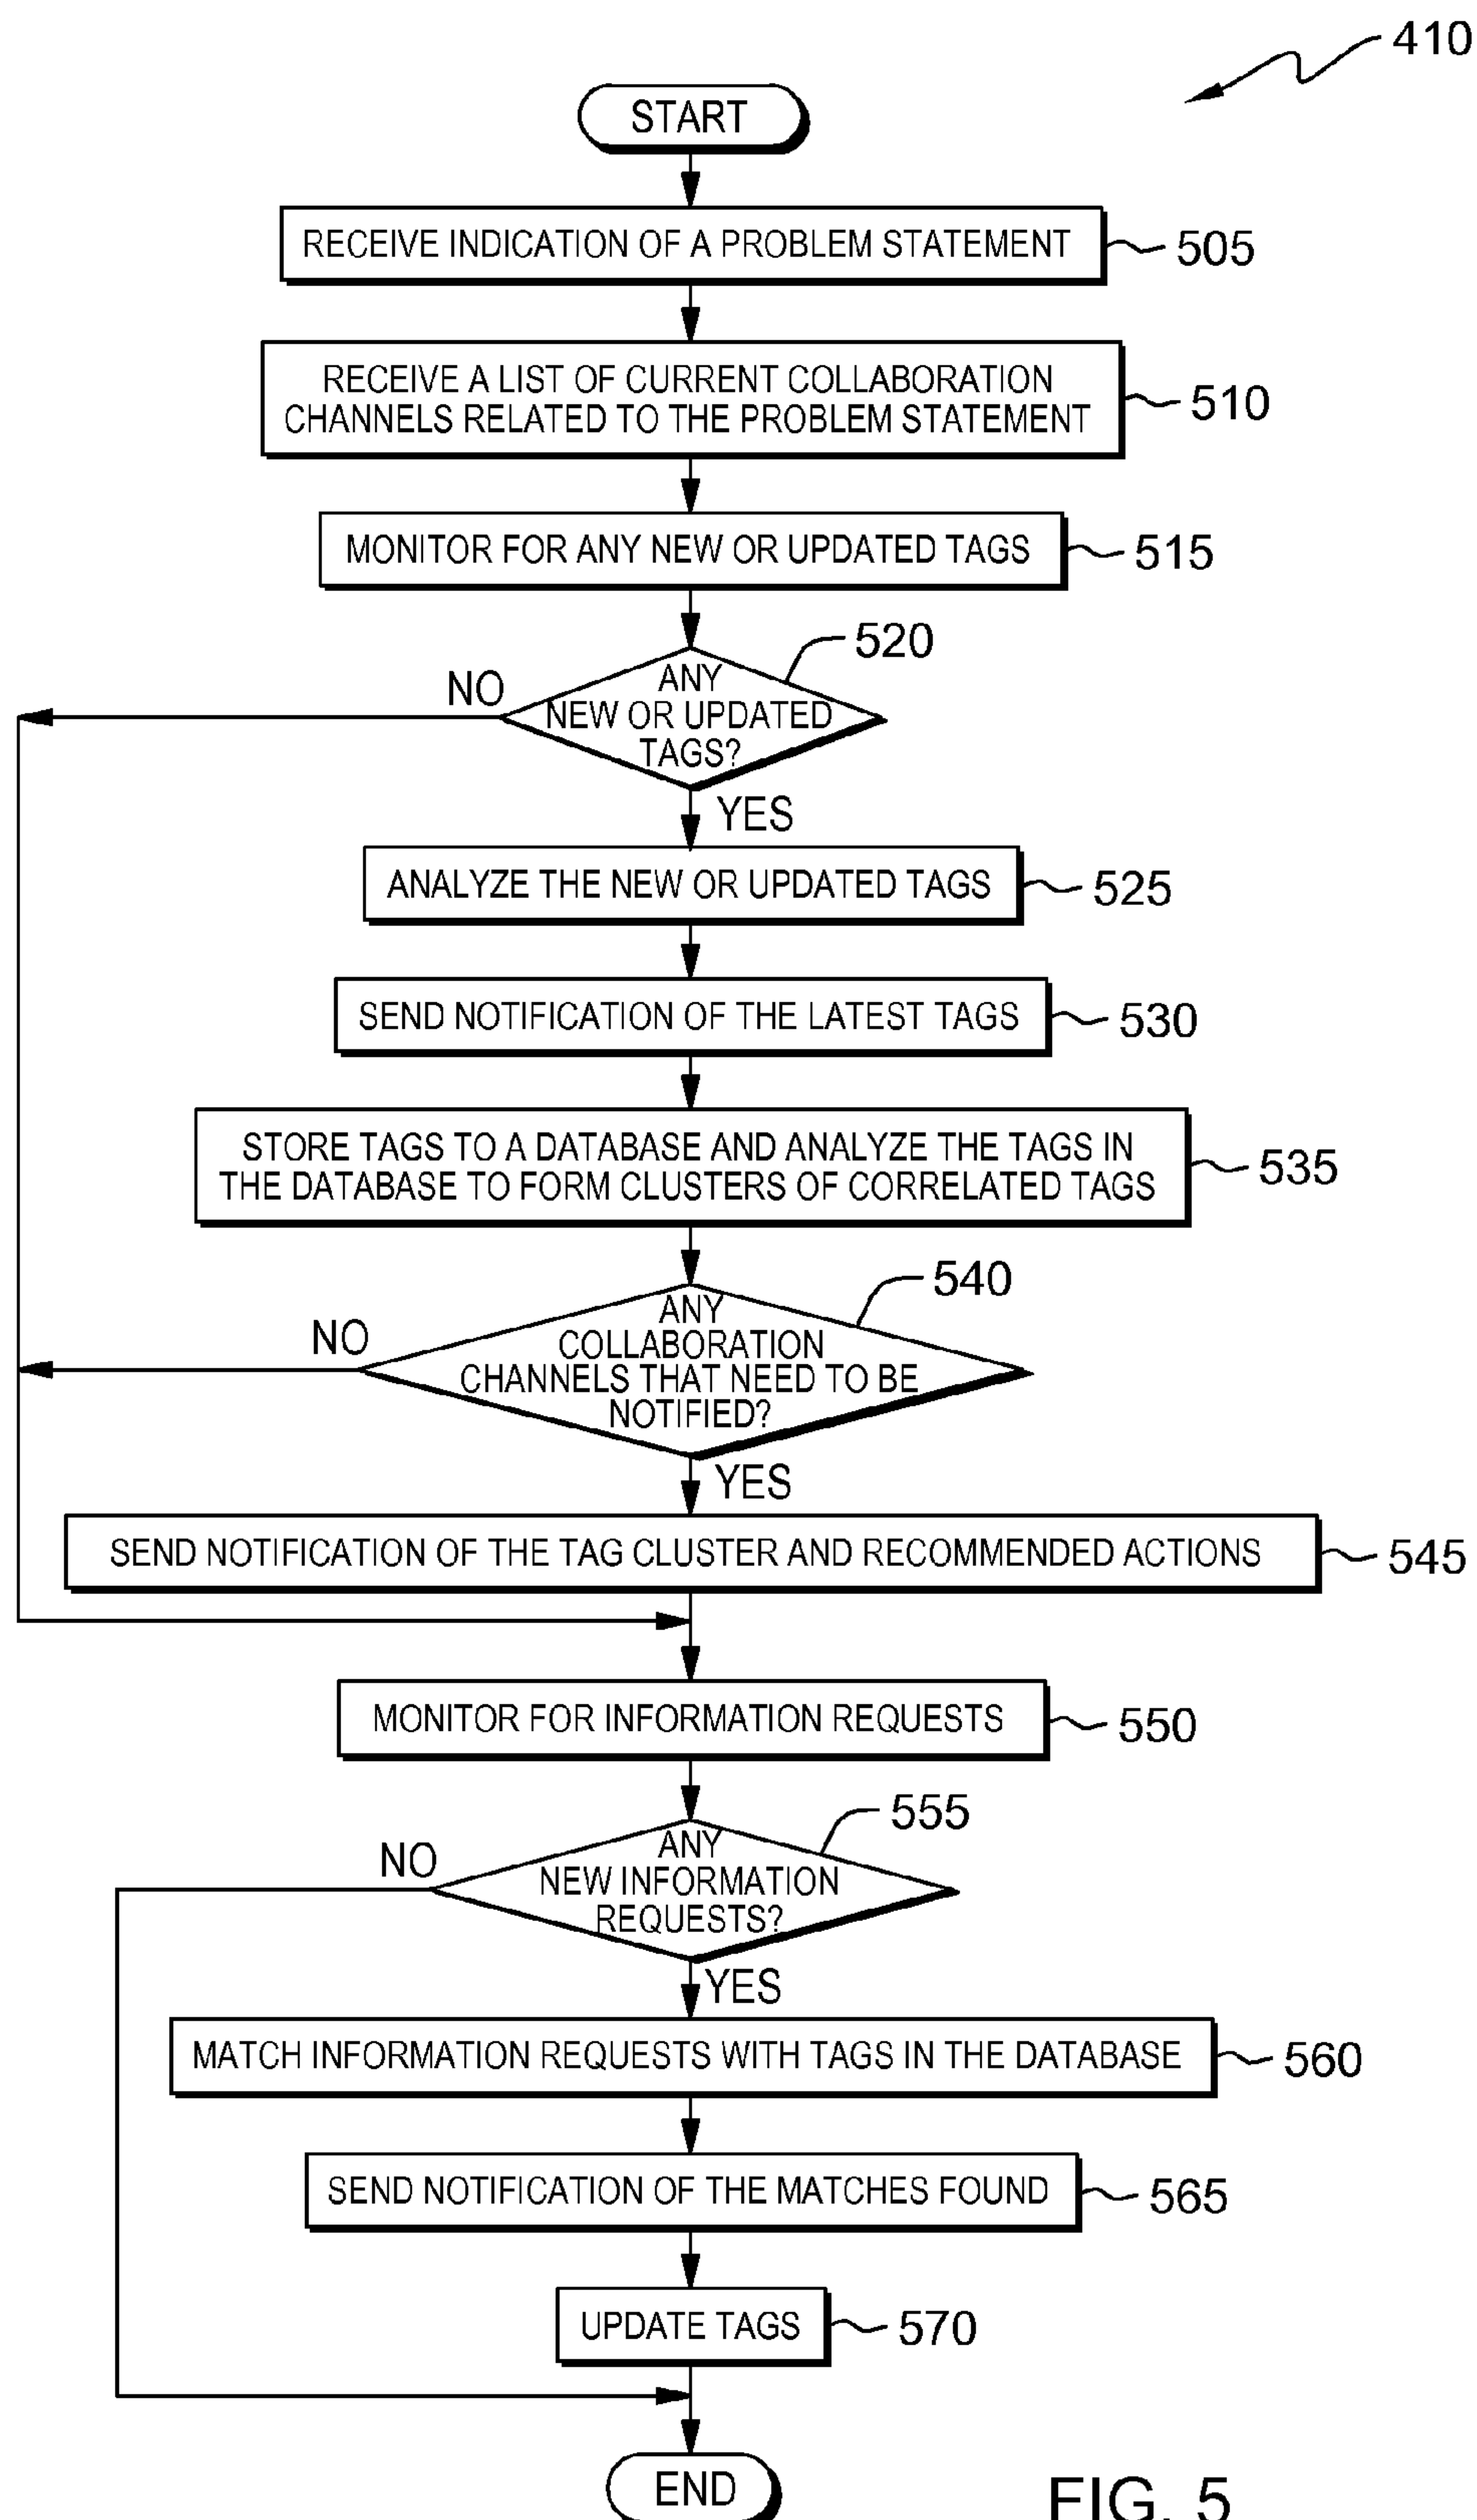 410
START
RECEIVE INDICATION OF A PROBLEM STATEMENT
505
RECEIVE A LIST OF CURRENT COLLABORATION
CHANNELS RELATED TO THE PROBLEM STATEMENT
510
MONITOR FOR ANY NEW OR UPDATED TAGS
515
520
NO
ANY
NEW OR UPDATED
TAGS?
YES
ANALYZE THE NEW OR UPDATED TAGS
525
SEND NOTIFICATION OF THE LATEST TAGS
530
STORE TAGS TO A DATABASE AND ANALYZE THE TAGS IN
THE DATABASE TO FORM CLUSTERS OF CORRELATED TAGS
535
540
NO
ANY
COLLABORATION
CHANNELS THAT NEED TO BE
NOTIFIED?
YES
SEND NOTIFICATION OF THE TAG CLUSTER AND RECOMMENDED ACTIONS
545
MONITOR FOR INFORMATION REQUESTS
550
555
NO
ANY
NEW INFORMATION
REQUESTS?
YES
MATCH INFORMATION REQUESTS WITH TAGS IN THE DATABASE
560
SEND NOTIFICATION OF THE MATCHES FOUND
565
UPDATE TAGS
570
END
FIG. 5